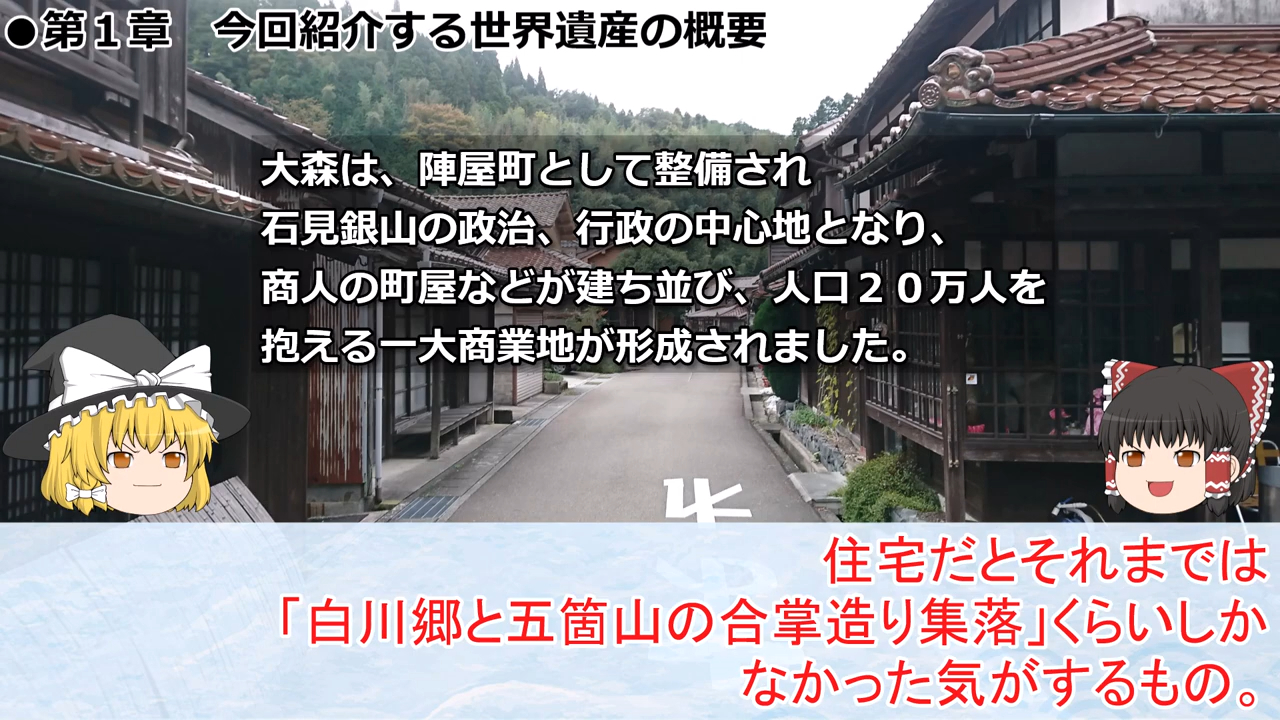 ●第１章　今回紹介する世界遺産の概要
大森は、陣屋町として整備され
石見銀山の政治、行政の中心地となり、
商人の町屋などが建ち並び、人口２０万人を
抱える一大商業地が形成されました。
住宅だとそれまでは
「白川郷と五箇山の合掌造り集落」くらいしか
なかった気がするもの。